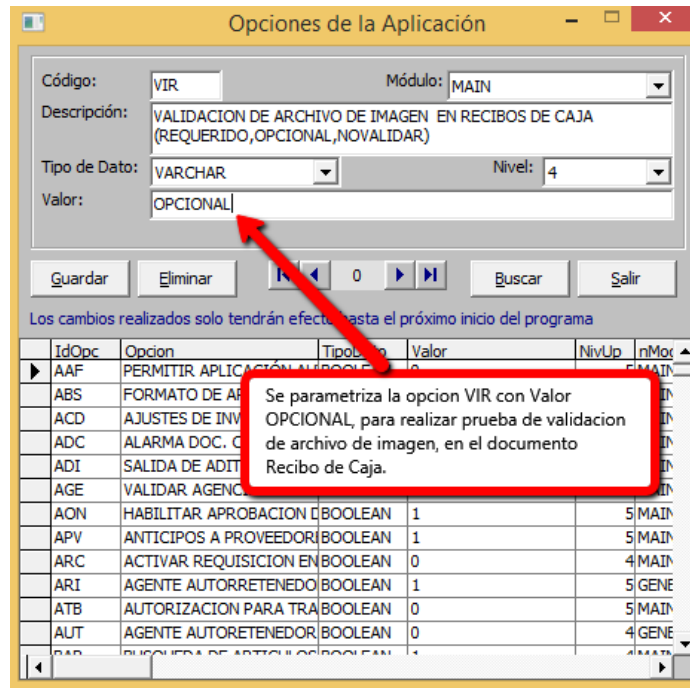 Opciones de la Aplicación
Código: VIR Módulo: MAIN
Descripción: VALIDACION DE ARCHIVO DE IMAGEN EN RECIBOS DE CAJA
(REQUERIDO,OPCIONAL,NOVALIDAR)
Tipo de Dato: VARCHAR Nivel: 4
Valor: OPCIONAL
Guardar Eliminar 0 Buscar Salir
Los cambios realizados solo tendrán efecto hasta el próximo inicio del programa
IdOpc Opcion TipoDato Valor NivUp nMod
AAF PERMITIR APLICACIÓN
ABS FORMATO DE
ACD AJUSTES DE INV
ADC ALARMA DOC.
ADI SALIDA DE ADIT
AGE VALIDAR AGENC
Se parametriza la opcion VIR con Valor
OPCIONAL, para realizar prueba de validacion
de archivo de imagen, en el documento
Recibo de Caja.
AON HABILITAR APROBACION D BOOLEAN 1 5 MAIN
APV ANTICIPOS A PROVEEDOR BOOLEAN 1 5 MAIN
ARC ACTIVAR REQUISICION EN BOOLEAN 0 4 MAIN
ARI AGENTE AUTORRETENEDO BOOLEAN 1 5 GENE
ATB AUTORIZACION PARA TRA BOOLEAN 0 5 MAIN
AUT AGENTE AUTORETENEDOR BOOLEAN 0 4 GENE